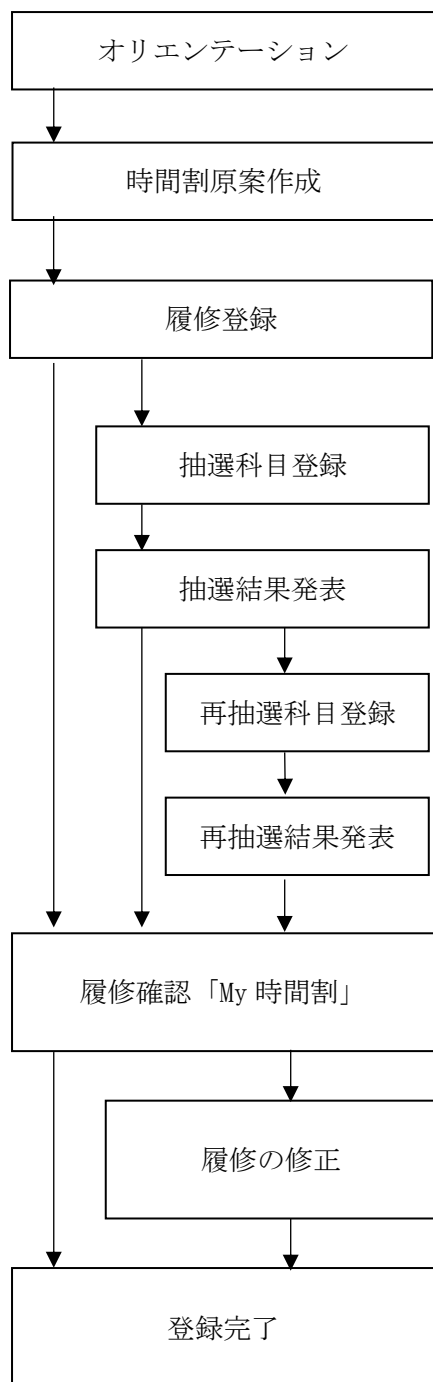 オリエンテーション
時間割原案作成
履修登録
抽選科目登録
抽選結果発表
再抽選科目登録
再抽選結果発表
履修確認「My 時間割」
履修の修正
登録完了